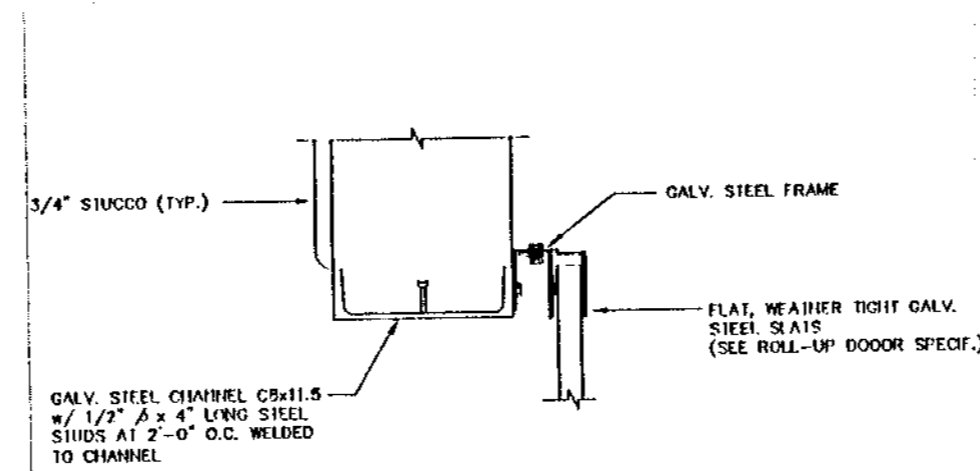 3/4" STUCCO (TYP.)
GALV. STEEL FRAME
FLAT, WEATHER TIGHT GALV.
STEEL SLATS
(SEE ROLL-UP DOOOR SPECIF.)
GALV. STEEL CHANNEL C8x11.5
w/ 1/2" ø x 4" LONG STEEL
STUDS AT 2'-0" O.C. WELDED
TO CHANNEL